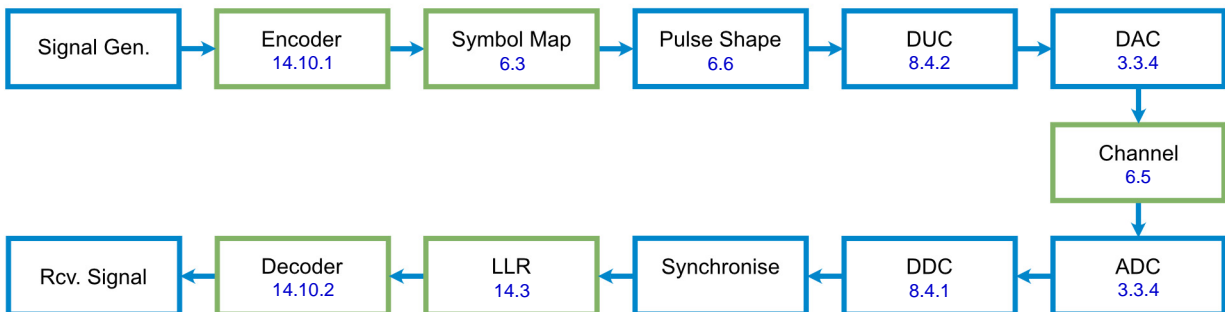 Signal Gen.
Encoder
14.10.1
Symbol Map
6.3
Pulse Shape
6.6
DUC
8.4.2
DAC
3.3.4
Channel
6.5
Rcv. Signal
Decoder
14.10.2
LLR
14.3
Synchronise
DDC
8.4.1
ADC
3.3.4